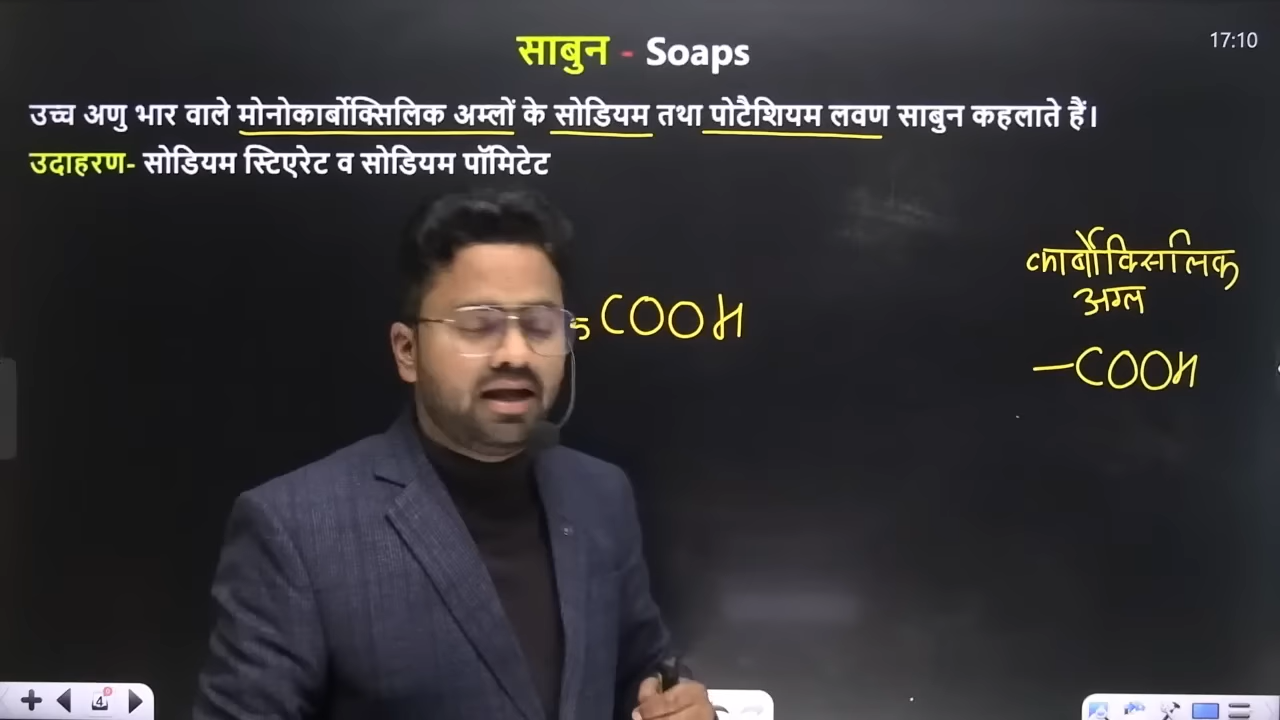 साबुन - Soaps
17:10
उच्च अणु भार वाले मोनोकार्बोक्सिलिक अम्लों के सोडियम तथा पोटैशियम लवण साबुन कहलाते हैं।
उदाहरण- सोडियम स्टिएरेट व सोडियम पॉमिटेट
कार्बोक्सिलिक
अम्ल
COOH
—COOH
4